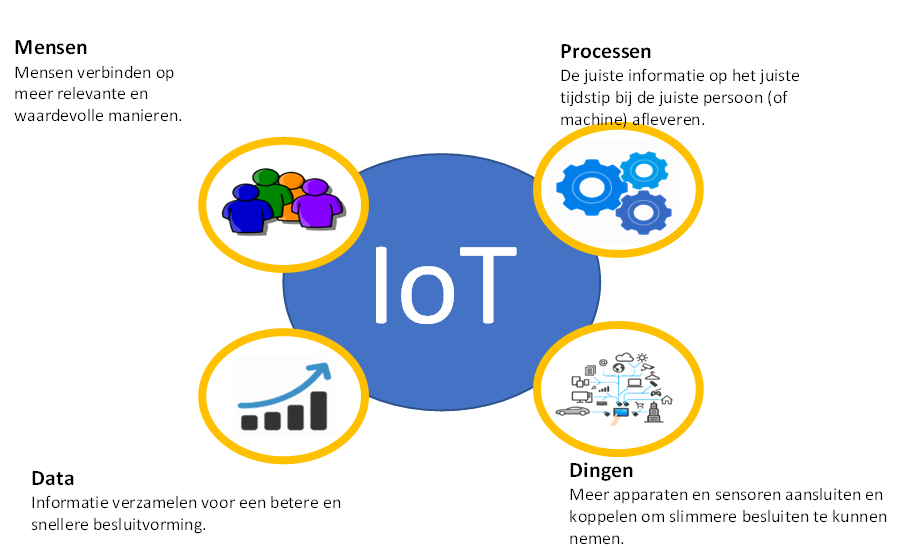 Mensen
Mensen verbinden op
meer relevante en
waardevolle manieren.
Processen
De juiste informatie op het juiste
tijdstip bij de juiste persoon (of
machine) afleveren.
IoT
Data
Informatie verzamelen voor een betere en
snellere besluitvorming.
Dingen
Meer apparaten en sensoren aansluiten en
koppelen om slimmere besluiten te kunnen
nemen.